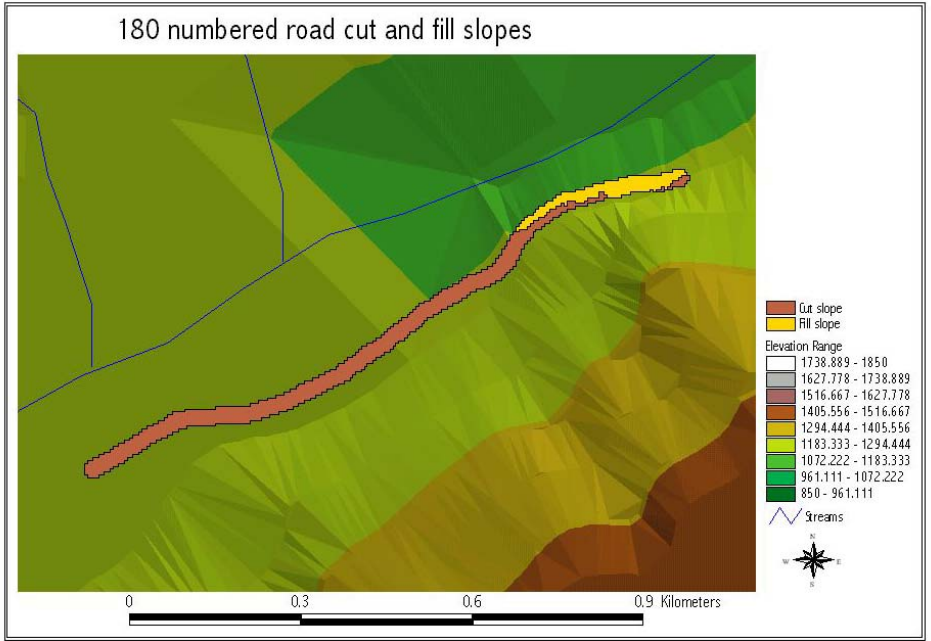 180 numbered road cut and fill slopes
Cut slope
Fill slope
Elevation Range
1738.889 - 1850
1627.778 - 1738.889
1516.667 - 1627.778
1405.556 - 1516.667
1294.444 - 1405.556
1183.333 - 1294.444
1072.222 - 1183.333
961.111 - 1072.222
850 - 961.111
Streams
N
W E
S
0 0.3 0.6 0.9 Kilometers